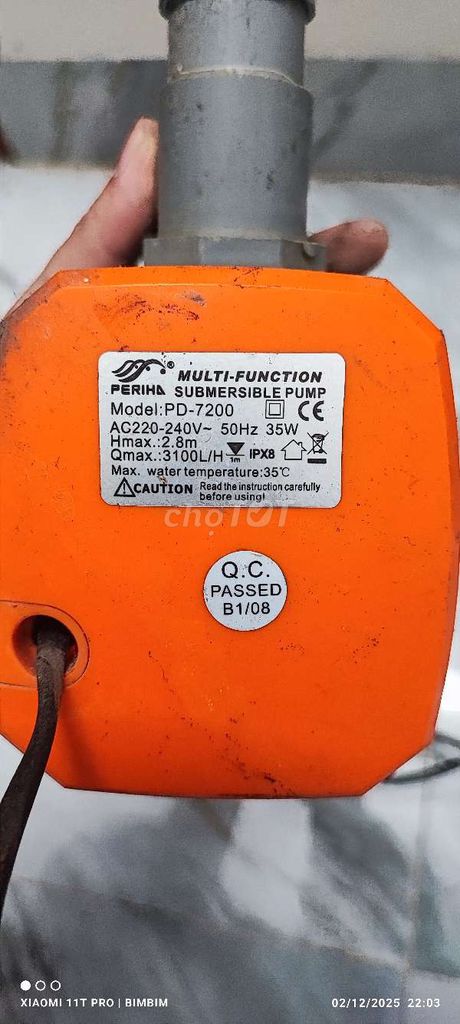 PERIHA ® MULTI-FUNCTION
SUBMERSIBLE PUMP
Model:PD-7200 CE
AC220-240V~ 50Hz 35W
Hmax.:2.8m
Qmax.:3100L/H 1m IPX8
Max. water temperature:35℃
CAUTION Read the instruction carefully
before using!
chợTỐT
Q.C.
PASSED
B1/08
XIAOMI 11T PRO | BIMBIM
02/12/2025 22:03